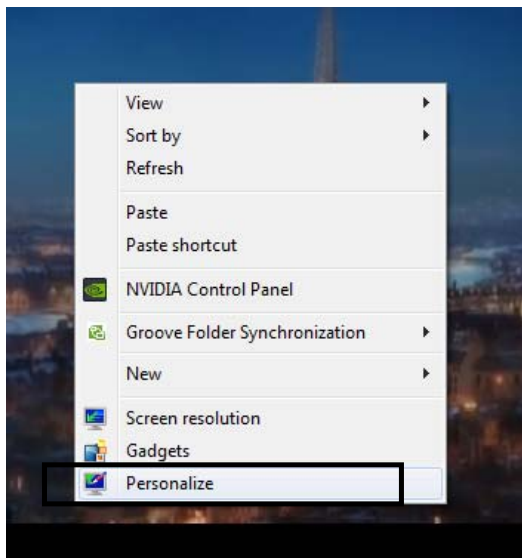 View
Sort by
Refresh
Paste
Paste shortcut
NVIDIA Control Panel
Groove Folder Synchronization
New
Screen resolution
Gadgets
Personalize